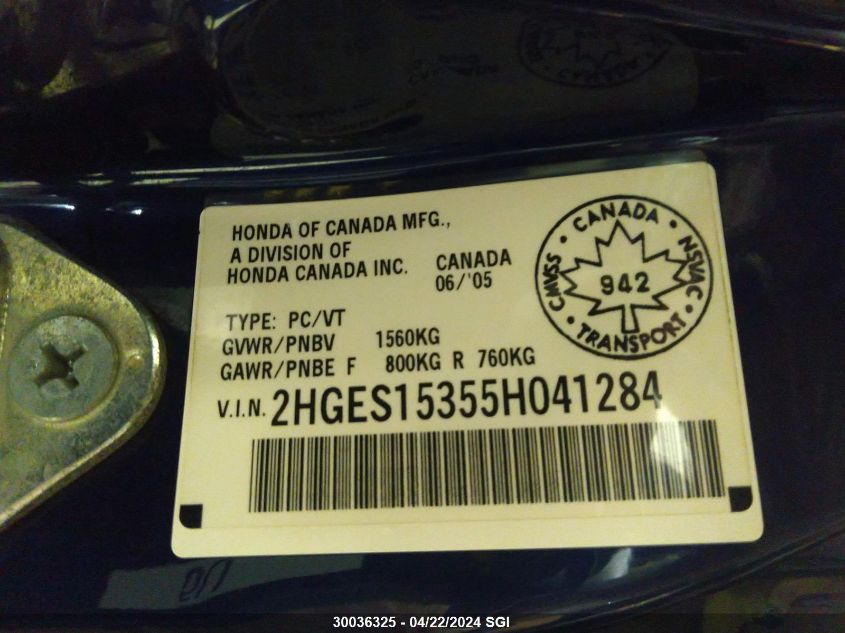 HONDA OF CANADA MFG.,
A DIVISION OF
HONDA CANADA INC.
CANADA
06/'05
TYPE: PC/VT
GVWR/PNBV 1560KG
GAWR/PNBE F 800KG R 760KG
V.I.N. 2HGES15355H041284
• CANADA •
CMVSS
942
NSVAC
• TRANSPORT •
30036325 - 04/22/2024 SGI